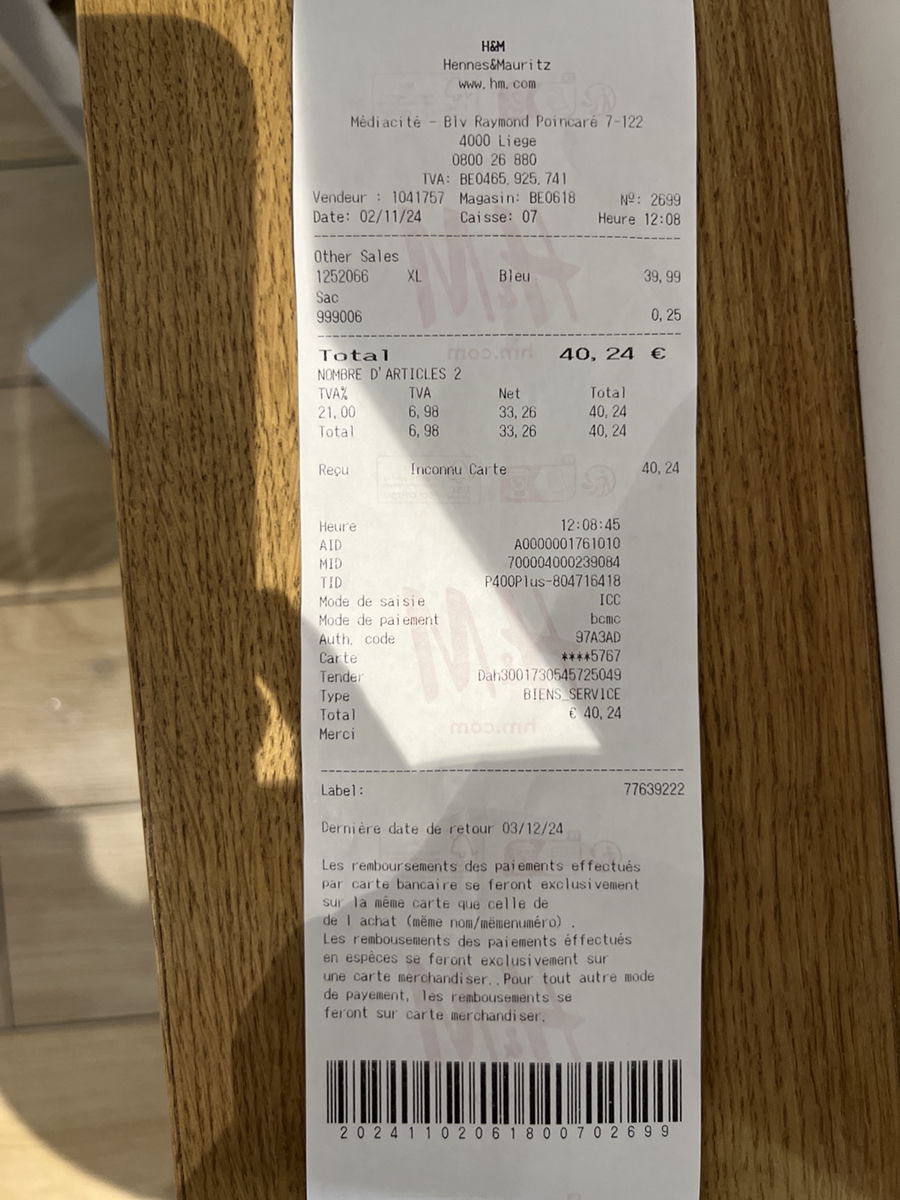 H&M
Hennes&Mauritz
www.hm.com
Médiacité - Blv Raymond Poincaré 7-122
4000 Liege
0800 26 880
TVA: BE0465.925.741
Vendeur : 1041757 Magasin: BE0618 Nº: 2699
Date: 02/11/24 Caisse: 07 Heure 12:08
Other Sales
1252066 XL Bleu 39,99
Sac
999006 0,25
Total 40,24 €
NOMBRE D'ARTICLES 2
TVA% TVA Net Total
21,00 6,98 33,26 40,24
Total 6,98 33,26 40,24
Reçu Inconnu Carte 40,24
Heure 12:08:45
AID A0000001761010
MID 700004000239084
TID P400Plus-804716418
Mode de saisie ICC
Mode de paiement bcmc
Auth. code 97A3AD
Carte ****5767
Tender Dah3001730545725049
Type BIENS_SERVICE
Total € 40,24
Merci
Label: 77639222
Dernière date de retour 03/12/24
Les remboursements des paiements effectués
par carte bancaire se feront exclusivement
sur la même carte que celle de
de l achat (même nom/mêmenuméro) .
Les rembousements des paiements éffectués
en espèces se feront exclusivement sur
une carte merchandiser..Pour tout autre mode
de payement, les rembousements se
feront sur carte merchandiser.
20241102061800702699